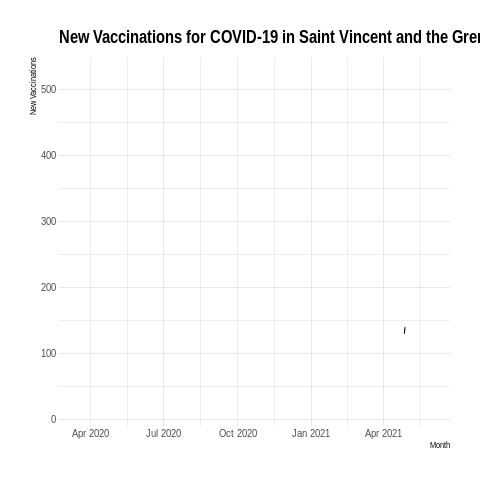 New Vaccinations for COVID-19 in Saint Vincent and the Gre
New Vaccinations
500
400
300
200
100
0
Apr 2020 Jul 2020 Oct 2020 Jan 2021 Apr 2021
Month